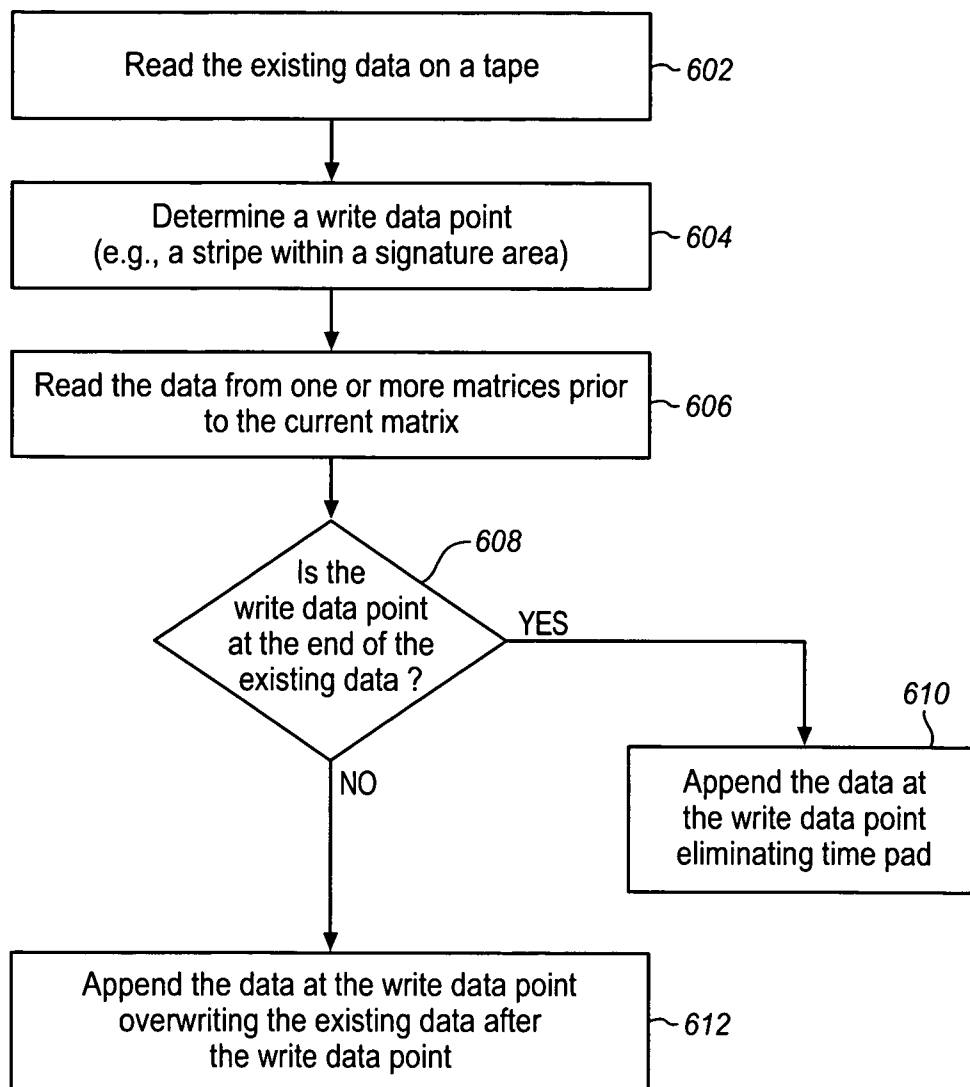 Read the existing data on a tape
602
Determine a write data point
(e.g., a stripe within a signature area)
604
Read the data from one or more matrices prior
to the current matrix
606
608
Is the
write data point
at the end of the
existing data ?
YES
NO
610
Append the data at
the write data point
eliminating time pad
Append the data at the write data point
overwriting the existing data after
the write data point
612